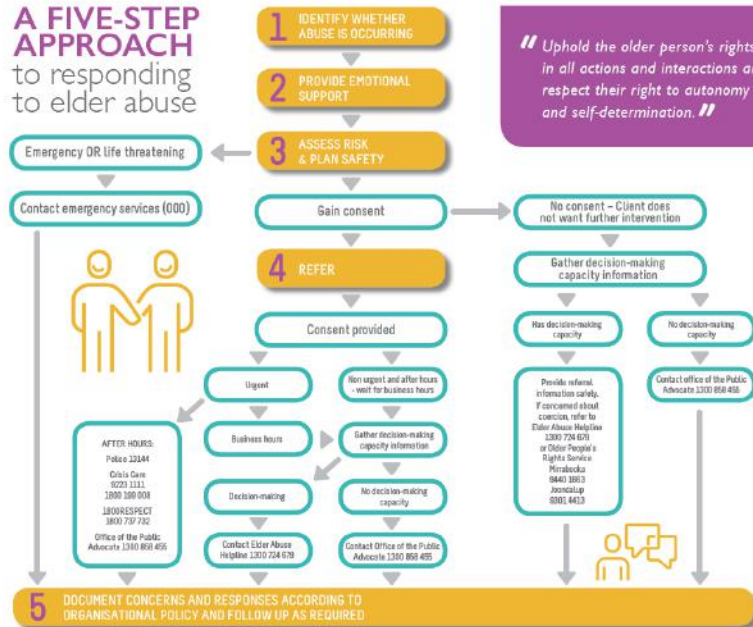 A FIVE-STEP
APPROACH
to responding
to elder abuse
1
IDENTIFY WHETHER
ABUSE IS OCCURRING
2
PROVIDE EMOTIONAL
SUPPORT
3
ASSESS RISK
& PLAN SAFETY
" Uphold the older person's rights
in all actions and interactions
respect their right to autonomy
and self-determination. "
Emergency OR life threatening
Contact emergency services (000)
Gain consent
No consent – Client does
not want further intervention
4
REFER
Gather decision-making
capacity information
Consent provided
Has decision-making
capacity
No decision-making
capacity
Urgent
Non urgent and after hours
- wait for business hours
Provide referral
information safely.
If concerned about
coercion, refer to
Elder Abuse Helpline
1300 724 679
or Older People's
Rights Service
Mirrabooka
9440 1663
Joondalup
9301 4413
Contact office of the Public
Advocate 1300 858 455
AFTER HOURS:
Police 13144
Crisis Care
9223 1111
1800 199 008
1800RESPECT
1800 737 732
Office of the Public
Advocate 1300 858 455
Business hours
Gather decision-making
capacity information
Decision-making
No decision-making
capacity
Contact Elder Abuse
Helpline 1300 724 679
Contact Office of the Public
Advocate 1300 858 455
5
DOCUMENT CONCERNS AND RESPONSES ACCORDING TO
ORGANISATIONAL POLICY AND FOLLOW UP AS REQUIRED